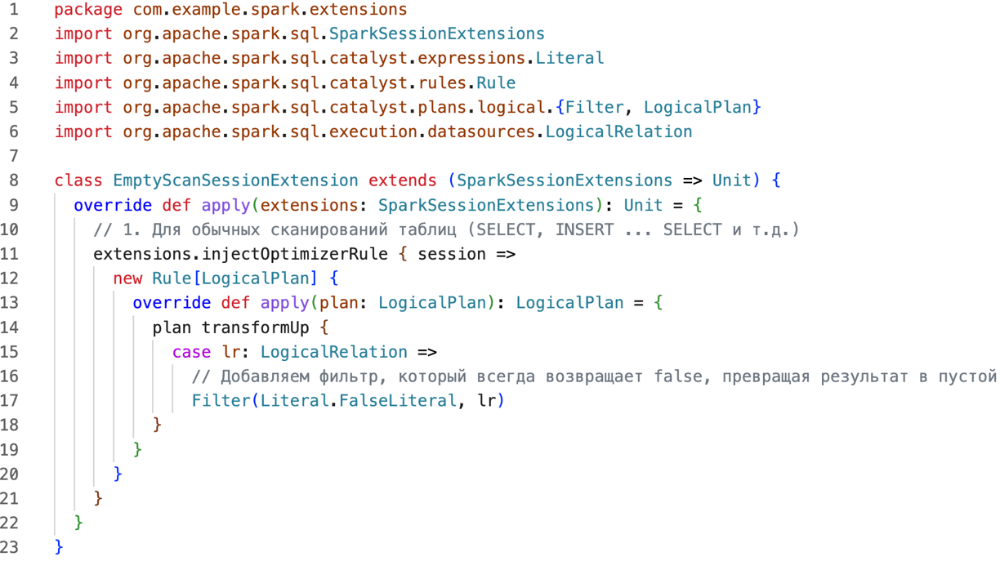 1 package com.example.spark.extensions
2 import org.apache.spark.sql.SparkSessionExtensions
3 import org.apache.spark.sql.catalyst.expressions.Literal
4 import org.apache.spark.sql.catalyst.rules.Rule
5 import org.apache.spark.sql.catalyst.plans.logical.{Filter, LogicalPlan}
6 import org.apache.spark.sql.execution.datasources.LogicalRelation
7
8 class EmptyScanSessionExtension extends (SparkSessionExtensions => Unit) {
9   override def apply(extensions: SparkSessionExtensions): Unit = {
10     // 1. Для обычных сканирований таблиц (SELECT, INSERT ... SELECT и т.д.)
11     extensions.injectOptimizerRule { session =>
12       new Rule[LogicalPlan] {
13         override def apply(plan: LogicalPlan): LogicalPlan = {
14           plan transformUp {
15             case lr: LogicalRelation =>
16               // Добавляем фильтр, который всегда возвращает false, превращая результат в пустой
17               Filter(Literal.FalseLiteral, lr)
18           }
19         }
20       }
21     }
22   }
23 }